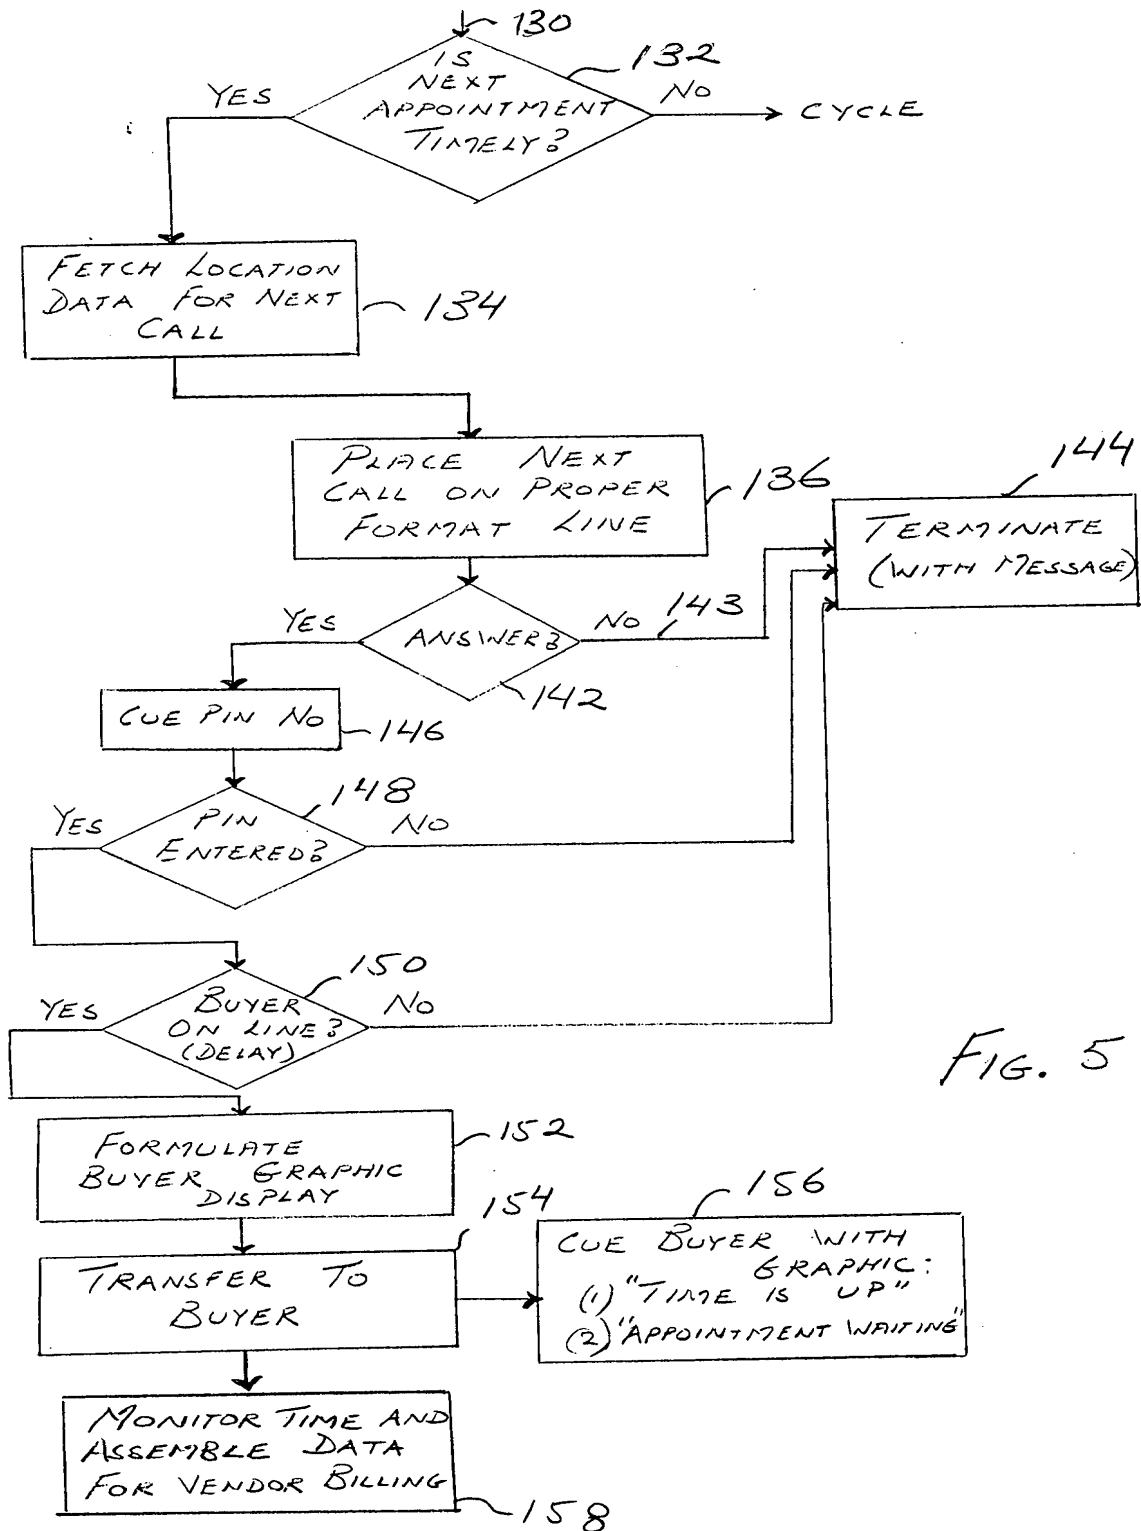 130
IS
NEXT
APPOINTMENT
TIMELY?
132
YES
NO
CYCLE
FETCH LOCATION
DATA FOR NEXT
CALL
134
PLACE NEXT
CALL ON PROPER
FORMAT LINE
136
144
TERMINATE
(WITH MESSAGE)
YES
ANSWER?
NO
143
142
CUE PIN NO
146
148
YES
PIN
ENTERED?
NO
150
YES
BUYER
ON LINE?
(DELAY)
NO
FIG. 5
FORMULATE
BUYER GRAPHIC
DISPLAY
152
154
TRANSFER TO
BUYER
156
CUE BUYER WITH
GRAPHIC:
(1) "TIME IS UP"
(2) "APPOINTMENT WAITING"
MONITOR TIME AND
ASSEMBLE DATA
FOR VENDOR BILLING
158